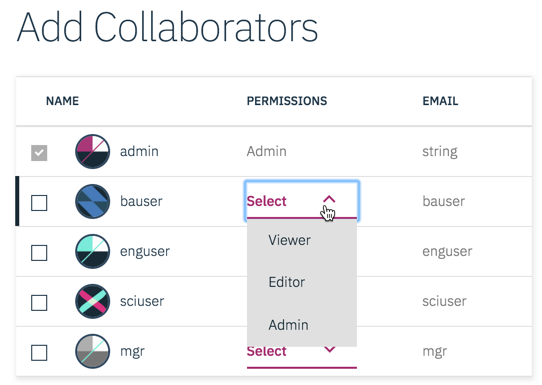 Add Collaborators
NAME PERMISSIONS EMAIL
admin Admin string
bauser Select bauser
Viewer
enguser enguser
Editor
sciuser sciuser
Admin
mgr Select mgr